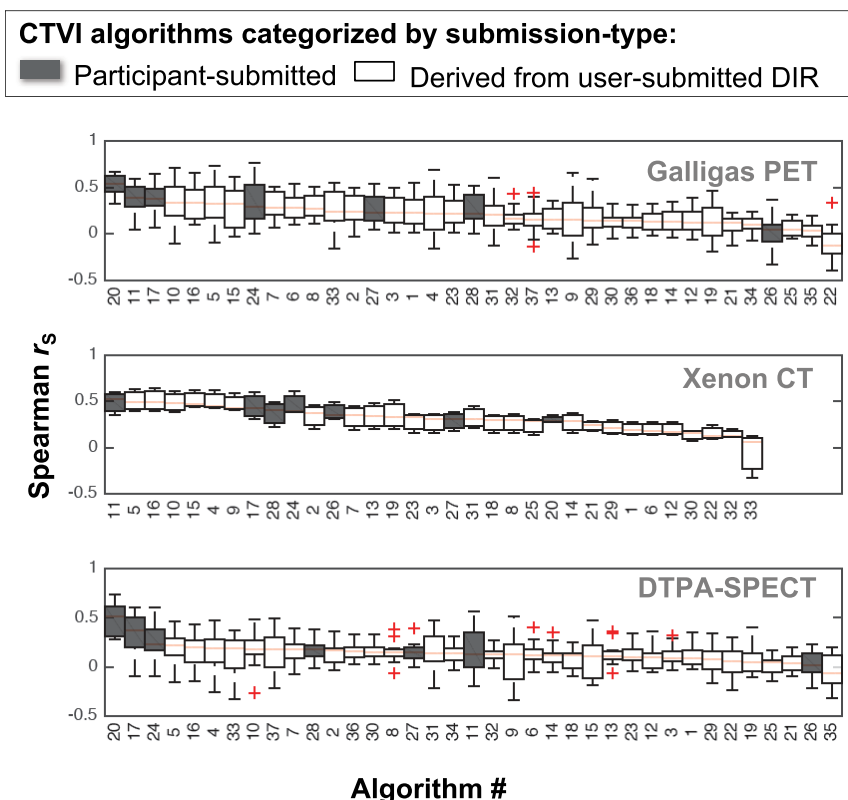 CTVI algorithms categorized by submission-type:
Participant-submitted Derived from user-submitted DIR
Galligas PET
1
0.5
0
-0.5
20 11 17 10 16 5 15 24 7 6 8 33 2 27 3 1 4 23 28 31 32 37 13 9 29 30 36 18 14 12 19 21 34 26 25 35 22
Spearman rs
Xenon CT
1
0.5
0
-0.5
11 5 16 10 15 4 9 17 28 24 2 26 7 13 19 23 3 27 31 18 8 25 20 14 21 29 1 6 12 30 22 32 33
DTPA-SPECT
1
0.5
0
-0.5
20 17 24 5 16 4 33 10 37 7 28 2 36 30 8 27 31 34 11 32 9 6 14 18 15 13 23 12 3 1 29 22 19 25 21 26 35
Algorithm #